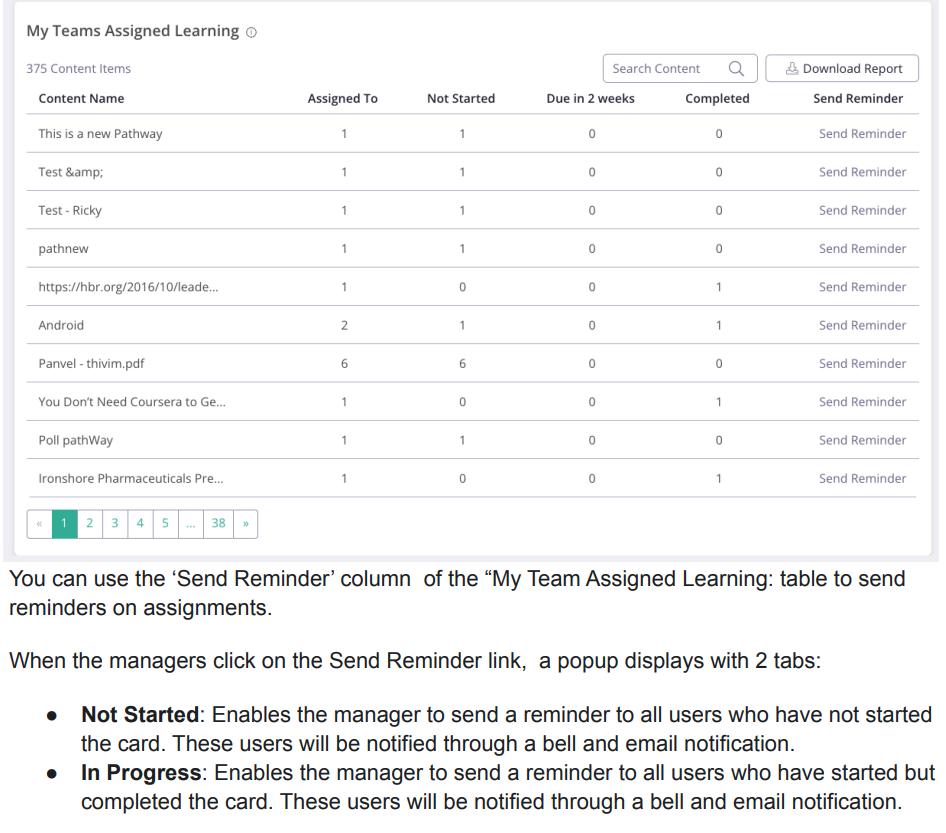 My Teams Assigned Learning
375 Content Items
Search Content
Download Report
Content Name Assigned To Not Started Due in 2 weeks Completed Send Reminder
This is a new Pathway 1 1 0 0 Send Reminder
Test &amp; 1 1 0 0 Send Reminder
Test - Ricky 1 1 0 0 Send Reminder
pathnew 1 1 0 0 Send Reminder
https://hbr.org/2016/10/leade... 1 0 0 1 Send Reminder
Android 2 1 0 1 Send Reminder
Panvel - thivim.pdf 6 6 0 0 Send Reminder
You Don't Need Coursera to Ge... 1 0 0 1 Send Reminder
Poll pathWay 1 1 0 0 Send Reminder
Ironshore Pharmaceuticals Pre... 1 0 0 1 Send Reminder
« 1 2 3 4 5 ... 38 »
You can use the ‘Send Reminder’ column  of the “My Team Assigned Learning: table to send
reminders on assignments.
When the managers click on the Send Reminder link,  a popup displays with 2 tabs:
● Not Started: Enables the manager to send a reminder to all users who have not started
the card. These users will be notified through a bell and email notification.
● In Progress: Enables the manager to send a reminder to all users who have started but
completed the card. These users will be notified through a bell and email notification.